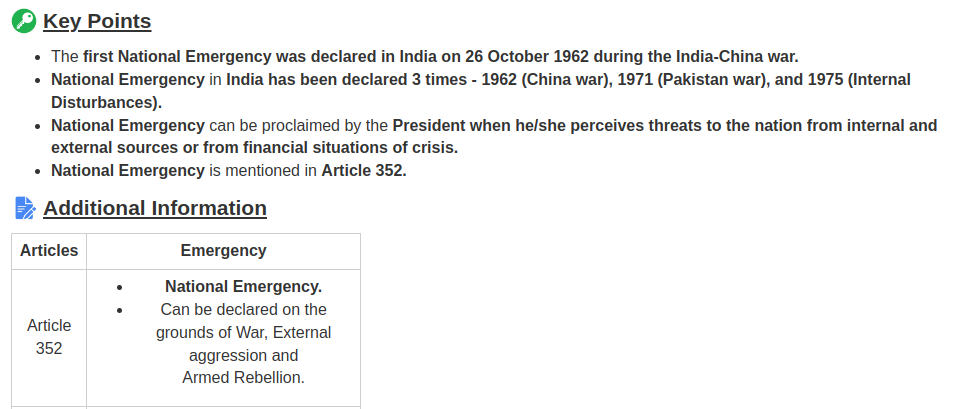 Key Points
The first National Emergency was declared in India on 26 October 1962 during the India-China war.
National Emergency in India has been declared 3 times - 1962 (China war), 1971 (Pakistan war), and 1975 (Internal
Disturbances).
National Emergency can be proclaimed by the President when he/she perceives threats to the nation from internal and
external sources or from financial situations of crisis.
National Emergency is mentioned in Article 352.
Additional Information
Articles Emergency
Article
352
National Emergency.
Can be declared on the
grounds of War, External
aggression and
Armed Rebellion.